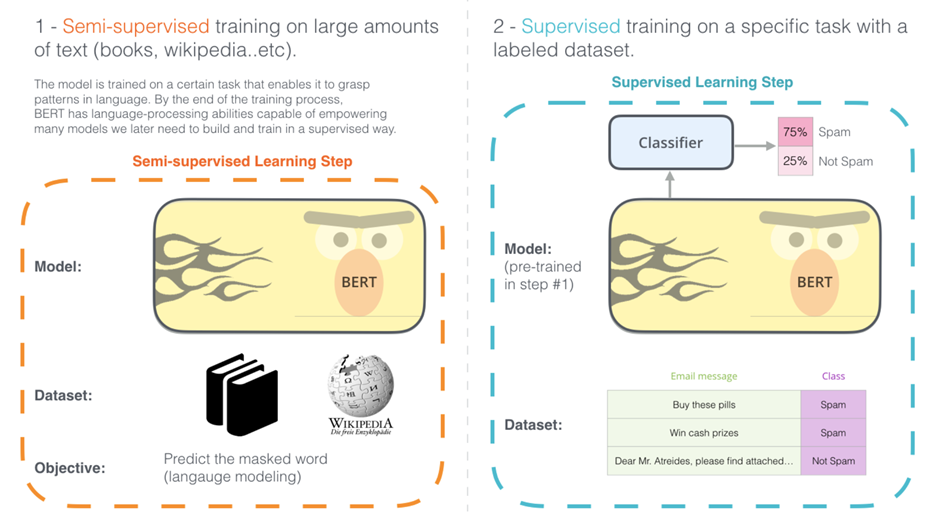 1 - Semi-supervised training on large amounts
of text (books, wikipedia..etc).
The model is trained on a certain task that enables it to grasp
patterns in language. By the end of the training process,
BERT has language-processing abilities capable of empowering
many models we later need to build and train in a supervised way.
Semi-supervised Learning Step
Model:
BERT
Dataset:
WIKIPEDIA
Die freie Enzyklopädie
Objective:
Predict the masked word
(langauge modeling)
2 - Supervised training on a specific task with a
labeled dataset.
Supervised Learning Step
Classifier
75% Spam
25% Not Spam
Model:
(pre-trained
in step #1)
BERT
Dataset:
Email message Class
Buy these pills Spam
Win cash prizes Spam
Dear Mr. Atreides, please find attached... Not Spam